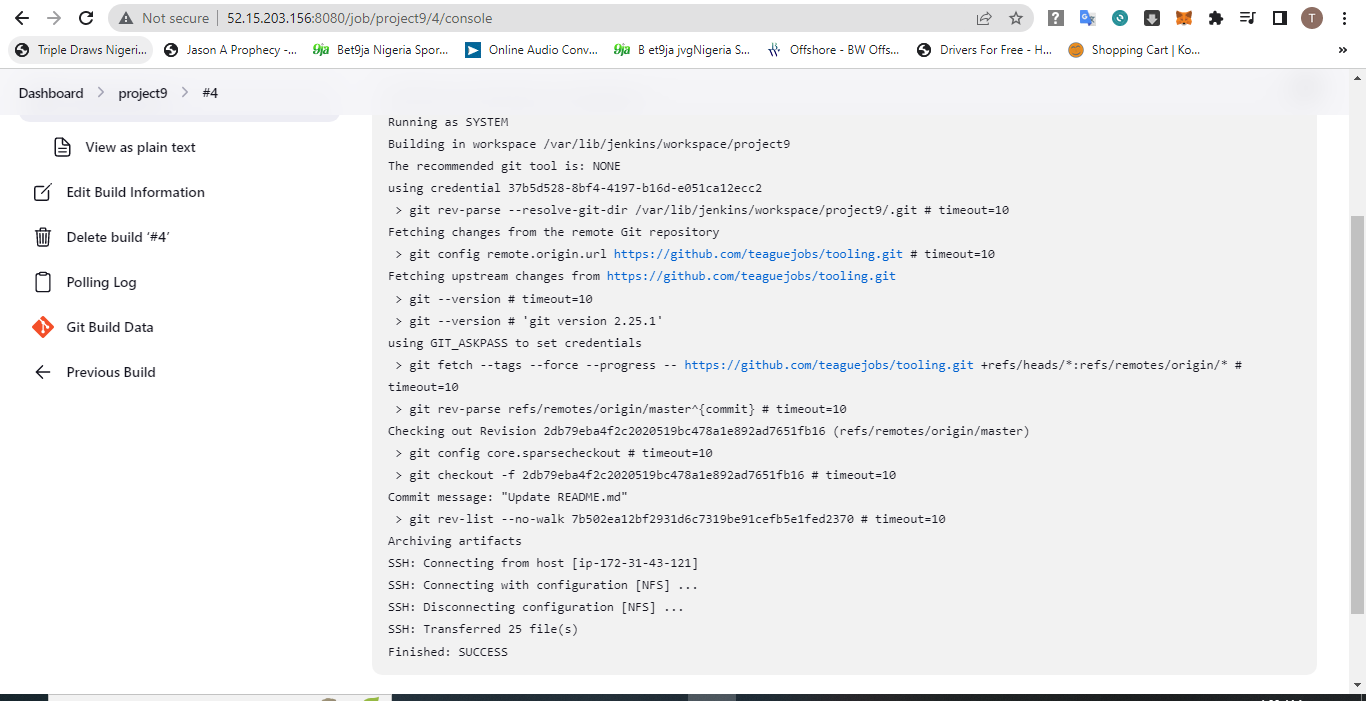 Not secure | 52.15.203.156:8080/job/project9/4/console
T
Triple Draws Nigeri...
Jason A Prophecy -...
9ja Bet9ja Nigeria Spor...
Online Audio Conv...
9ja B et9ja jvgNigeria S...
Offshore - BW Offs...
Drivers For Free - H...
Shopping Cart | Ko...
»
Dashboard > project9 > #4
View as plain text
Edit Build Information
Delete build ‘#4’
Polling Log
Git Build Data
Previous Build
Running as SYSTEM
Building in workspace /var/lib/jenkins/workspace/project9
The recommended git tool is: NONE
using credential 37b5d528-8bf4-4197-b16d-e051ca12ecc2
> git rev-parse --resolve-git-dir /var/lib/jenkins/workspace/project9/.git # timeout=10
Fetching changes from the remote Git repository
> git config remote.origin.url https://github.com/teaguejobs/tooling.git # timeout=10
Fetching upstream changes from https://github.com/teaguejobs/tooling.git
> git --version # timeout=10
> git --version # 'git version 2.25.1'
using GIT_ASKPASS to set credentials
> git fetch --tags --force --progress -- https://github.com/teaguejobs/tooling.git +refs/heads/*:refs/remotes/origin/* #
timeout=10
> git rev-parse refs/remotes/origin/master^{commit} # timeout=10
Checking out Revision 2db79eba4f2c2020519bc478a1e892ad7651fb16 (refs/remotes/origin/master)
> git config core.sparsecheckout # timeout=10
> git checkout -f 2db79eba4f2c2020519bc478a1e892ad7651fb16 # timeout=10
Commit message: "Update README.md"
> git rev-list --no-walk 7b502ea12bf2931d6c7319be91cefb5e1fed2370 # timeout=10
Archiving artifacts
SSH: Connecting from host [ip-172-31-43-121]
SSH: Connecting with configuration [NFS] ...
SSH: Disconnecting configuration [NFS] ...
SSH: Transferred 25 file(s)
Finished: SUCCESS